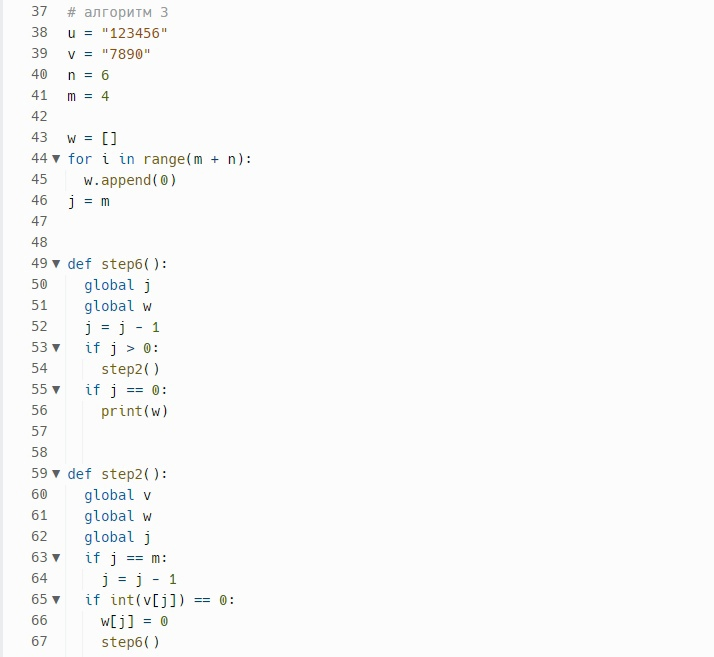 37 # алгоритм 3
38 u = "123456"
39 v = "7890"
40 n = 6
41 m = 4
42
43 w = []
44 for i in range(m + n):
45 w.append(0)
46 j = m
47
48
49 def step6():
50 global j
51 global w
52 j = j - 1
53 if j > 0:
54 step2()
55 if j == 0:
56 print(w)
57
58
59 def step2():
60 global v
61 global w
62 global j
63 if j == m:
64 j = j - 1
65 if int(v[j]) == 0:
66 w[j] = 0
67 step6()